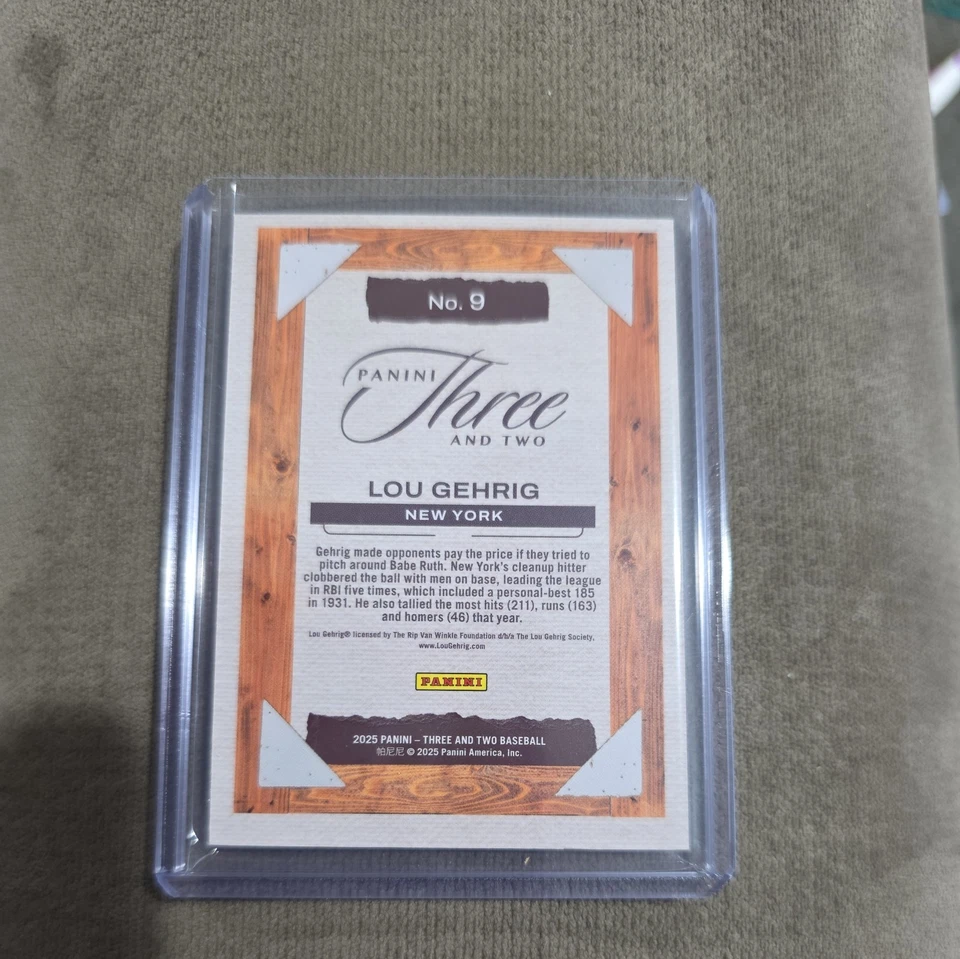 No. 9
PANINI Three
AND TWO
LOU GEHRIG
NEW YORK
Gehrig made opponents pay the price if they tried to
pitch around Babe Ruth. New York's cleanup hitter
clobbered the ball with men on base, leading the league
in RBI five times, which included a personal-best 185
in 1931. He also tallied the most hits (211), runs (163)
and homers (46) that year.
Lou Gehrig® licensed by The Rip Van Winkle Foundation d/b/a The Lou Gehrig Society,
www.LouGehrig.com
PANINI
2025 PANINI – THREE AND TWO BASEBALL
帕尼尼 © 2025 Panini America, Inc.